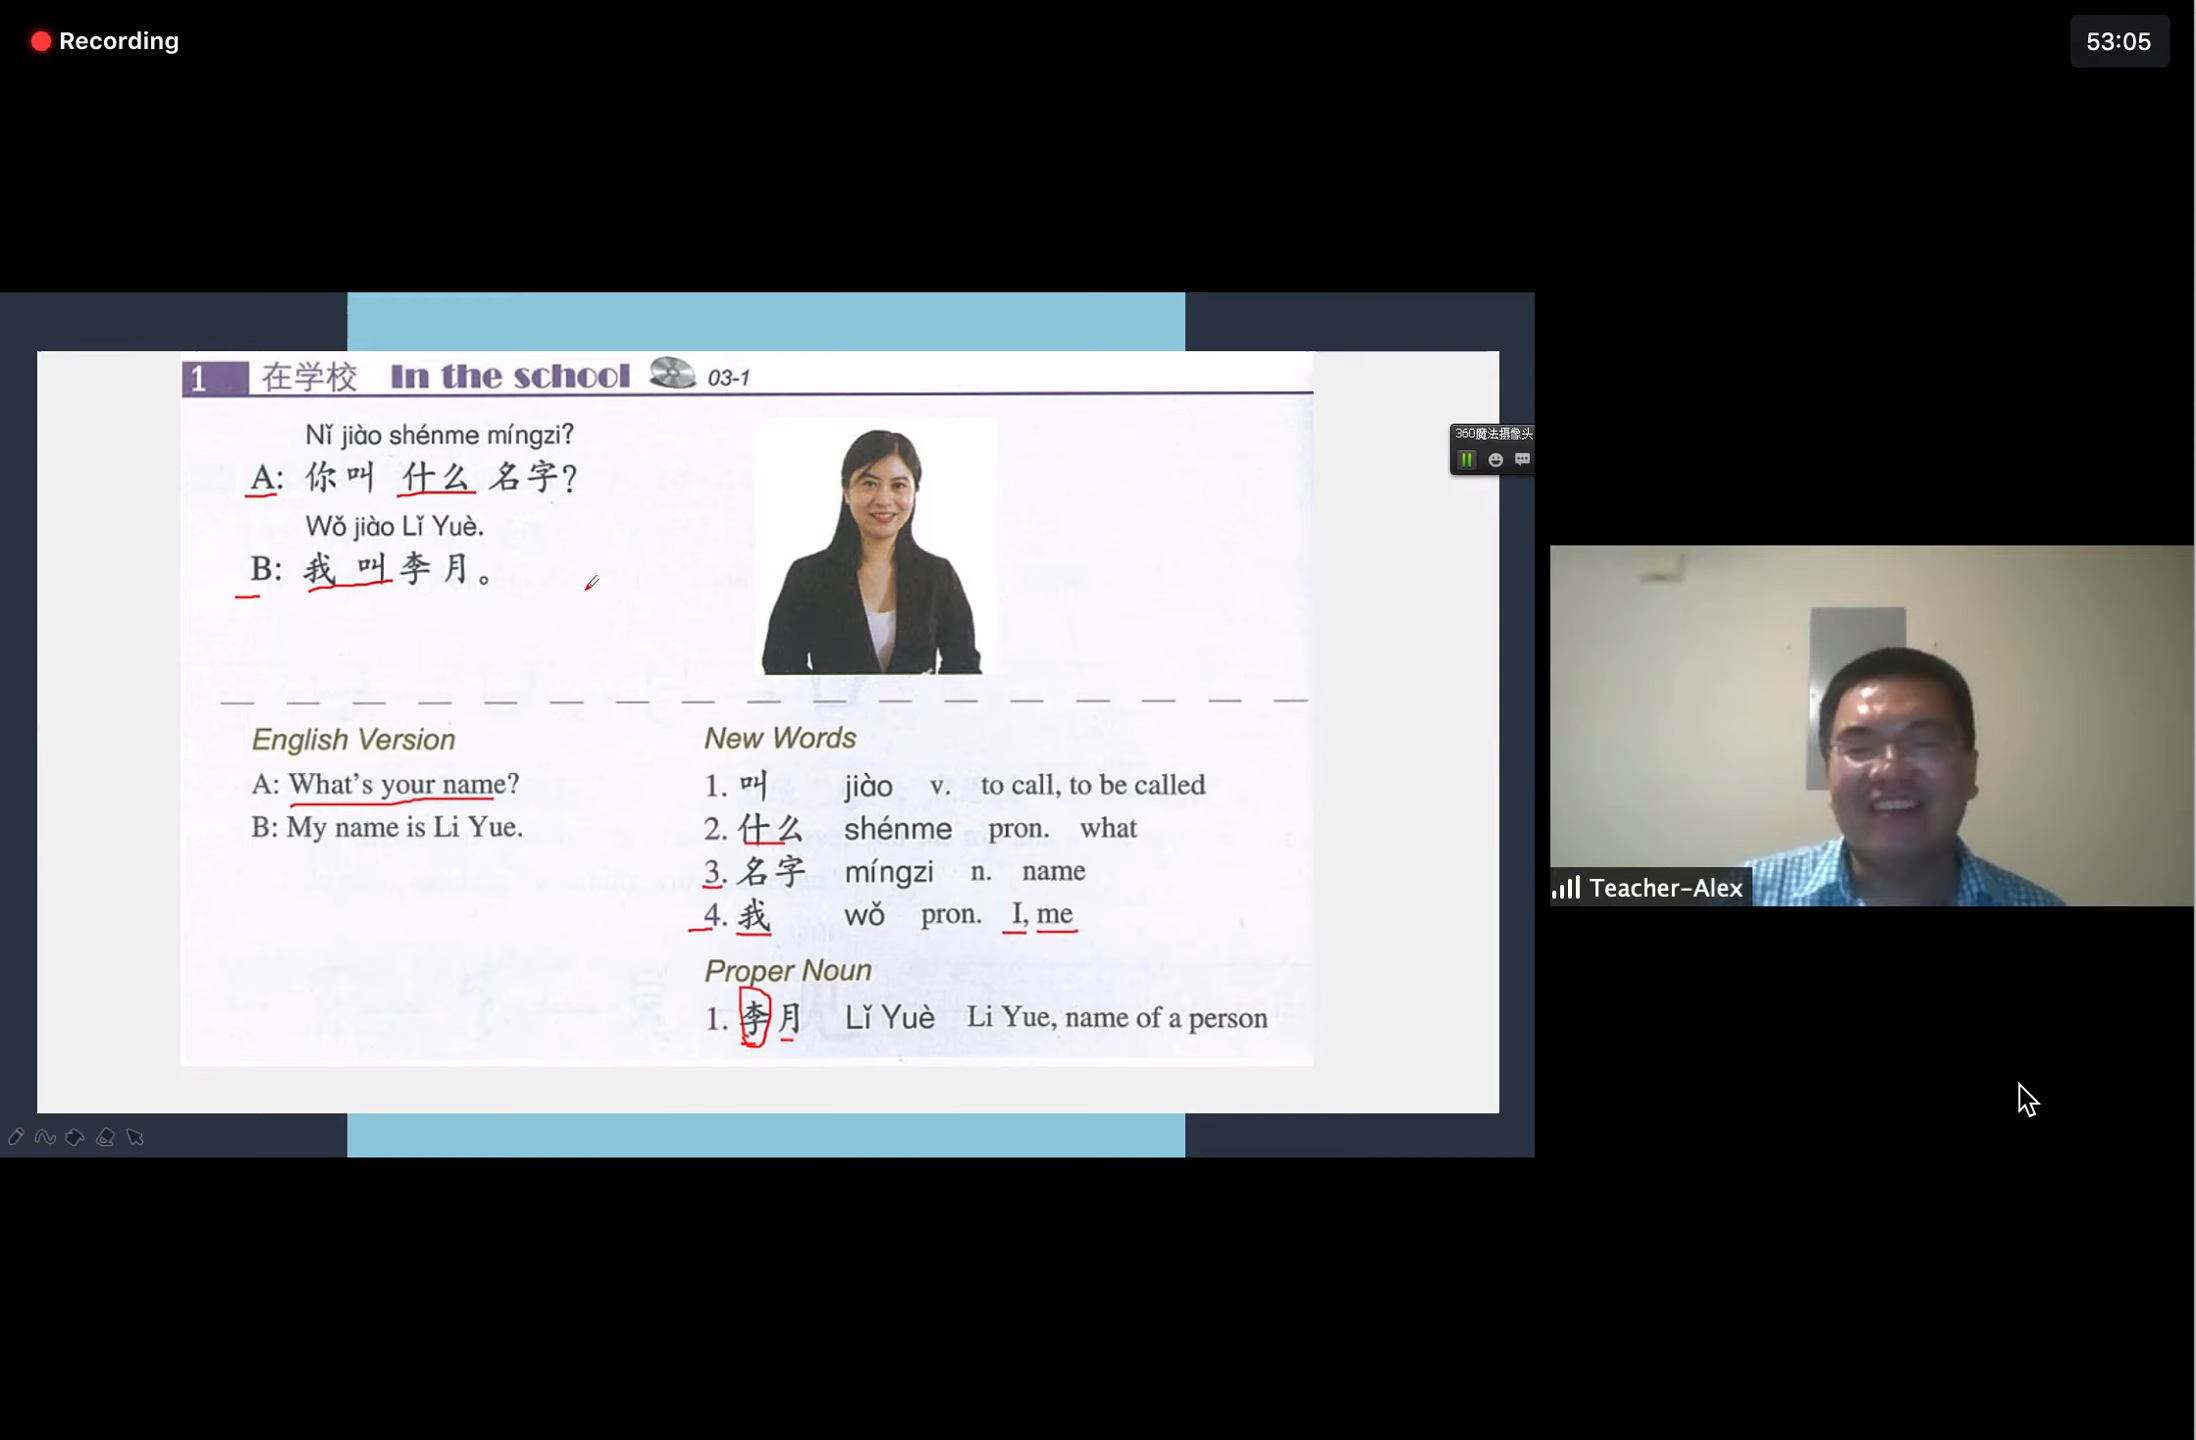 Recording
53:05
1 在学校 In the school 03-1
Nǐ jiào shénme míngzi?
A: 你叫 什么 名字?
Wǒ jiào Lǐ Yuè.
B: 我 叫 李 月。
360魔法摄像头
English Version
A: What's your name?
B: My name is Li Yue.
New Words
1. 叫 jiào v. to call, to be called
2. 什么 shénme pron. what
3. 名字 míngzi n. name
4. 我 wǒ pron. I, me
Proper Noun
1. 李月 Lǐ Yuè Li Yue, name of a person
Teacher-Alex